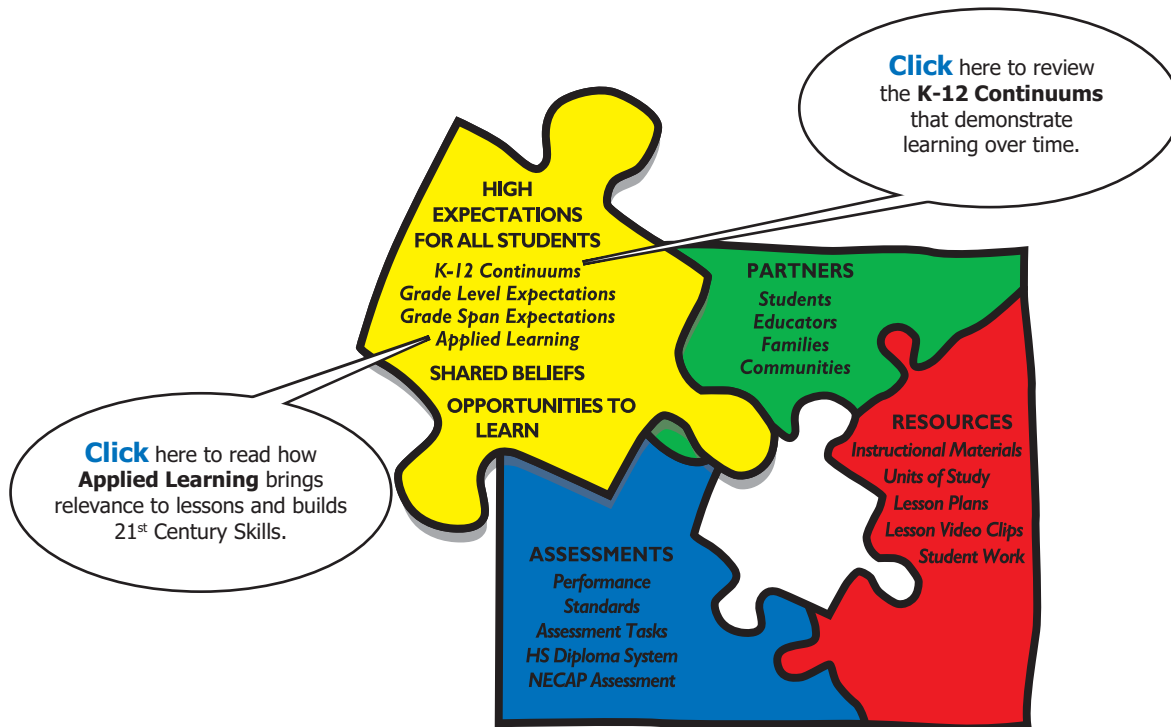 Click here to review
the K-12 Continuums
that demonstrate
learning over time.
HIGH
EXPECTATIONS
FOR ALL STUDENTS
K-12 Continuums
Grade Level Expectations
Grade Span Expectations
Applied Learning
SHARED BELIEFS
OPPORTUNITIES TO
LEARN
PARTNERS
Students
Educators
Families
Communities
Click here to read how
Applied Learning brings
relevance to lessons and builds
21st Century Skills.
RESOURCES
Instructional Materials
Units of Study
Lesson Plans
Lesson Video Clips
Student Work
ASSESSMENTS
Performance
Standards
Assessment Tasks
HS Diploma System
NECAP Assessment